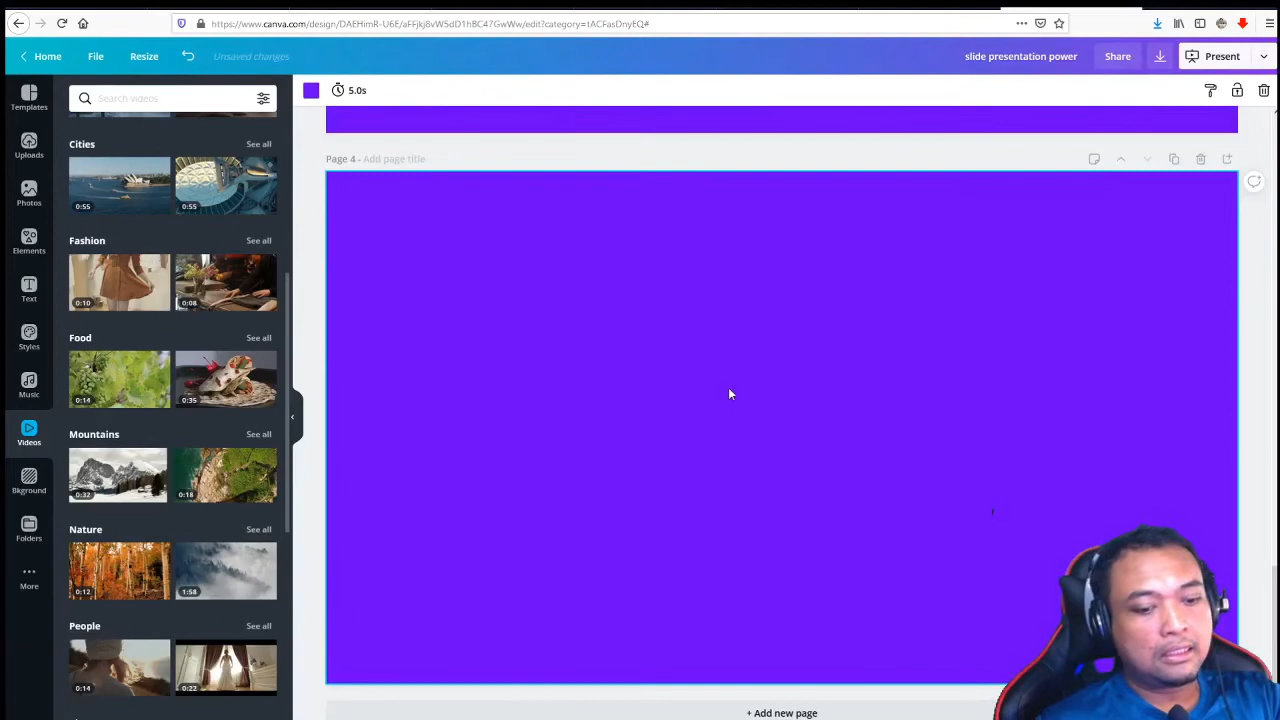 https://www.canva.com/design/DAEHimR-U6E/aFFjkj8vW5dD1hBC47GwWw/edit?category=tACFasDnyEQ#
Home
File
Resize
Unsaved changes
slide presentation power
Share
Present
Templates
Uploads
Photos
Elements
Text
Styles
Music
Videos
Bkground
Folders
More
Search videos
5.0s
Cities
See all
0:55
0:55
Fashion
See all
0:10
0:08
Food
See all
0:14
0:35
Mountains
See all
0:32
0:18
Nature
See all
0:12
1:58
People
See all
0:14
0:22
Page 4 - Add page title
+ Add new page